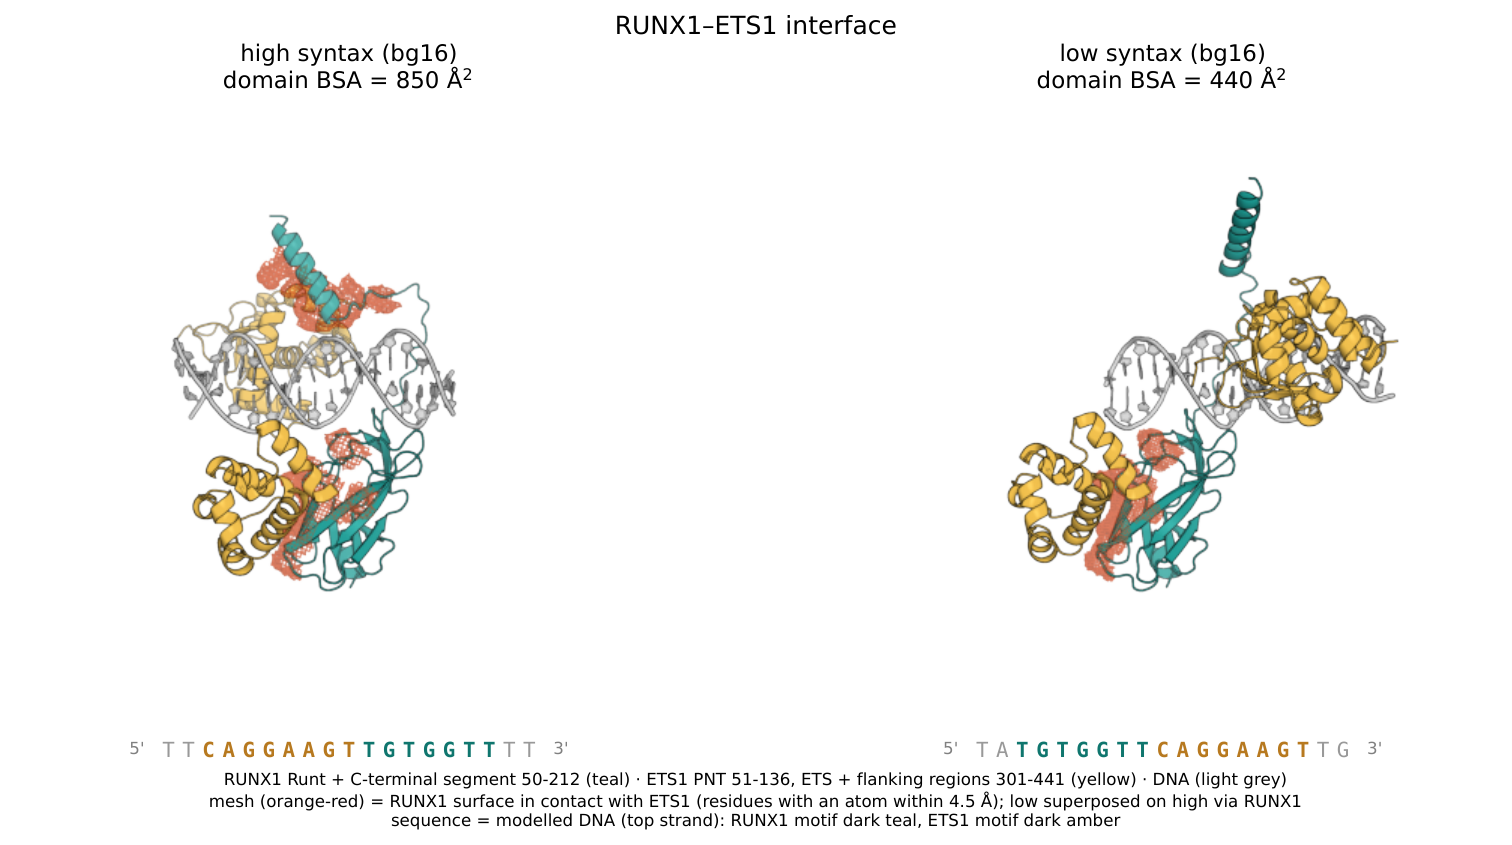 RUNX1–ETS1 interface
high syntax (bg16)
domain BSA = 850 Å²
low syntax (bg16)
domain BSA = 440 Å²
5' TTCAGGAAGTTGTGGTTTT 3'
5' TATGTGGTTCAGGAAGTTG 3'
RUNX1 Runt + C-terminal segment 50-212 (teal) · ETS1 PNT 51-136, ETS + flanking regions 301-441 (yellow) · DNA (light grey)
mesh (orange-red) = RUNX1 surface in contact with ETS1 (residues with an atom within 4.5 Å); low superposed on high via RUNX1
sequence = modelled DNA (top strand): RUNX1 motif dark teal, ETS1 motif dark amber